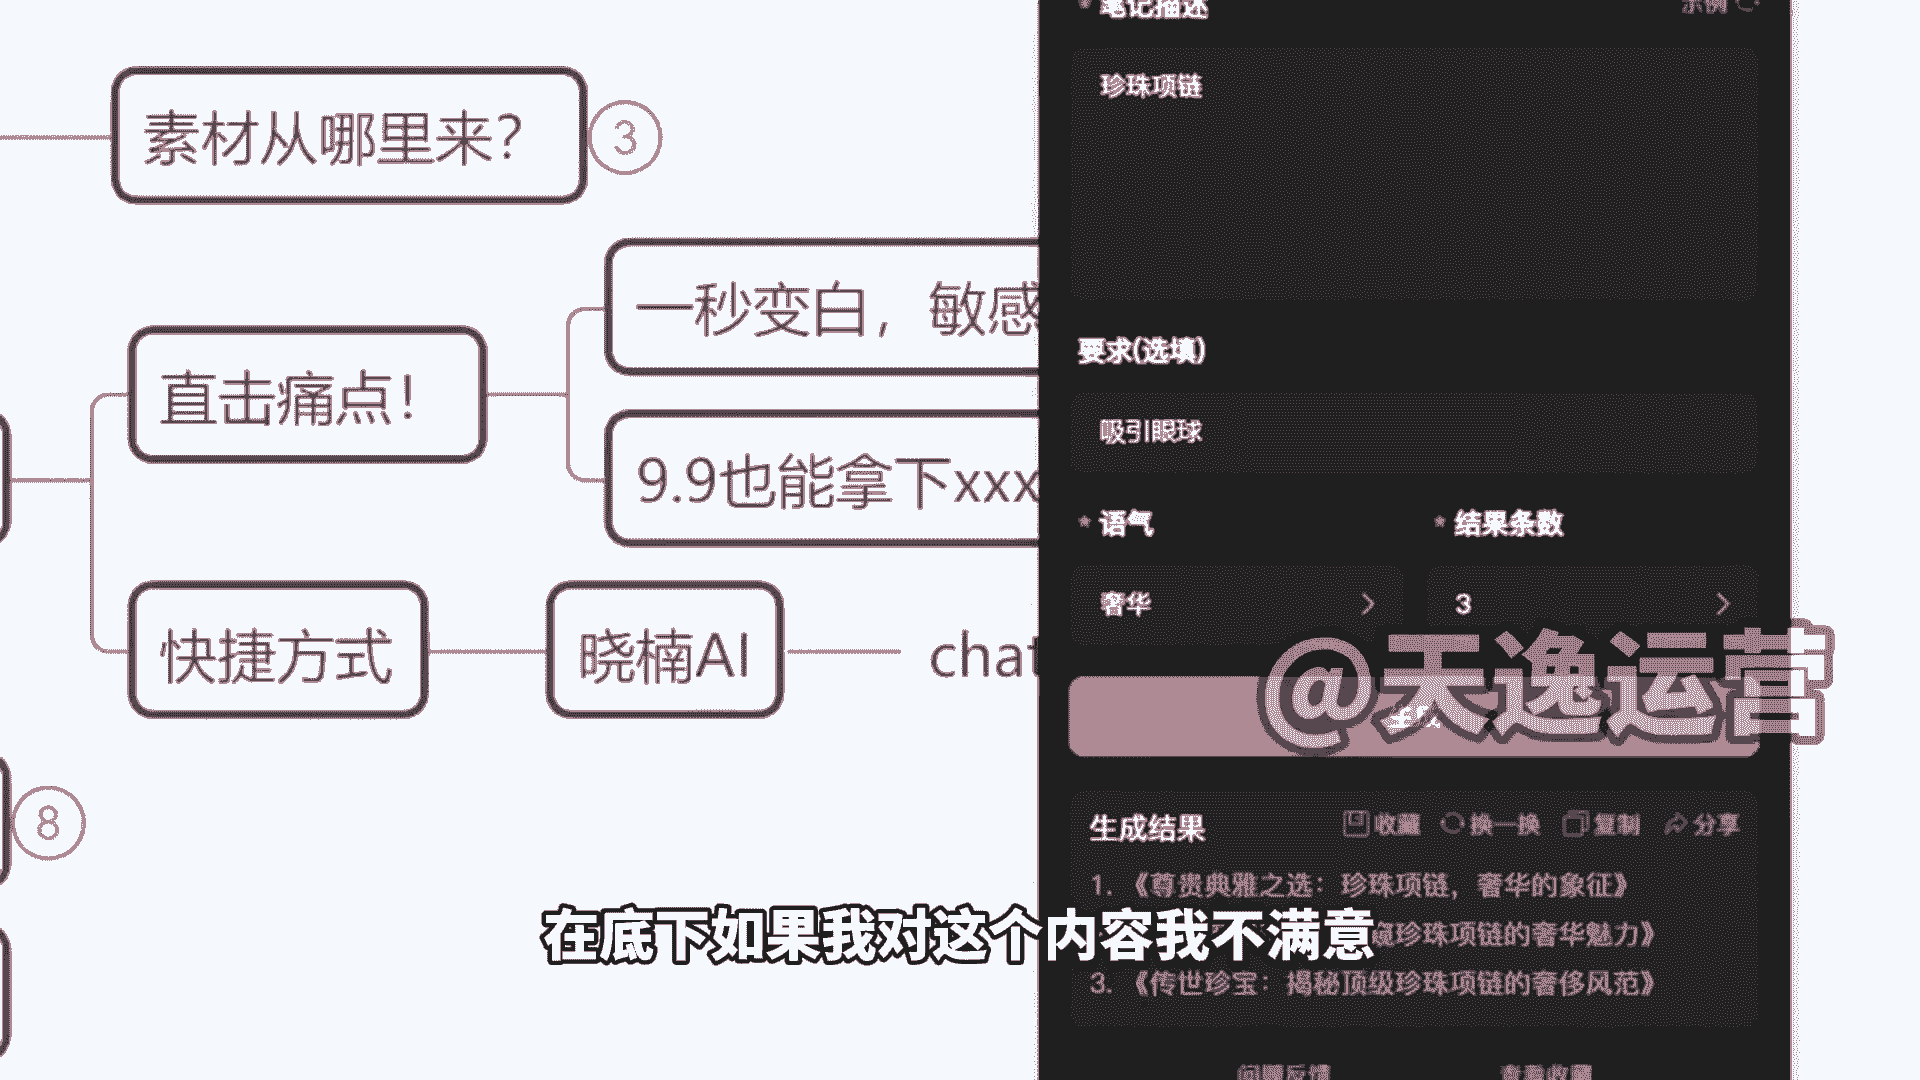 素材从哪里来？
3
一秒变白，敏感
直击痛点！
9.9也能拿下xxx
快捷方式
晓楠AI
chat
8
* 笔记描述
示例
珍珠项链
要求(选填)
吸引眼球
* 语气
* 结果条数
奢华
3
@天逸运营
生成结果
收藏
换一换
复制
分享
1. 《尊贵典雅之选：珍珠项链，奢华的象征》
窥珍珠项链的奢华魅力》
3. 《传世珍宝：揭秘顶级珍珠项链的奢侈风范》
在底下如果我对这个内容我不满意
问题反馈
查看收藏